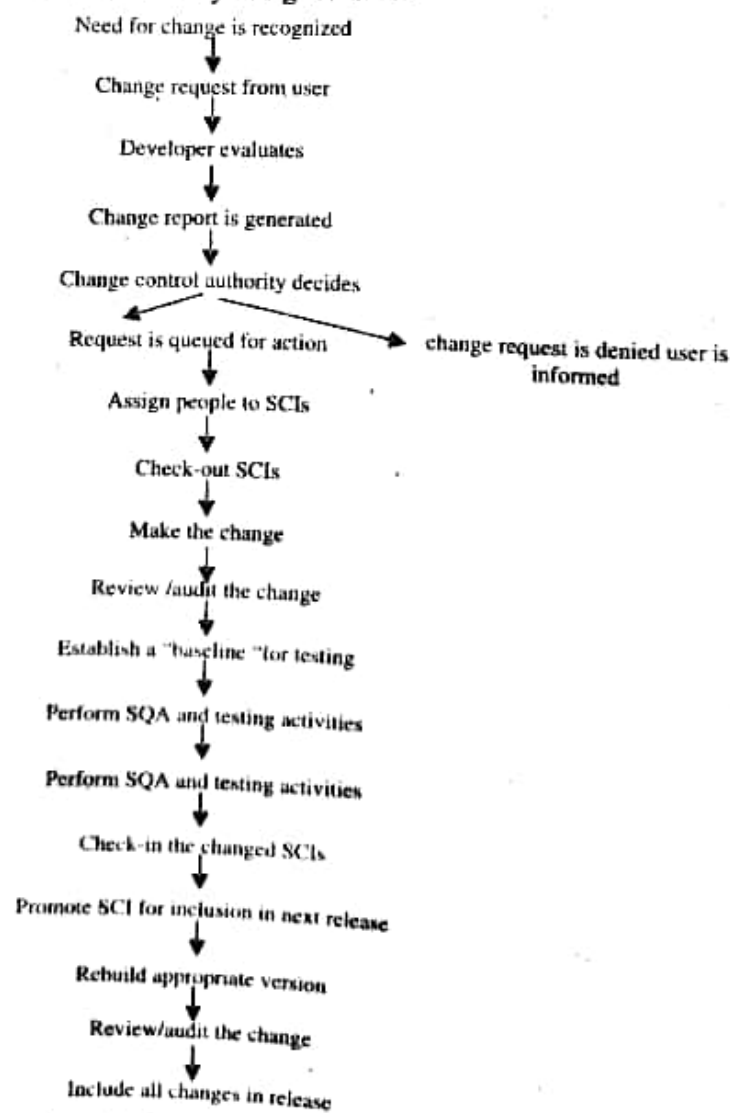 Need for change is recognized
Change request from user
Developer evaluates
Change report is generated
Change control authority decides
Request is queued for action
change request is denied user is
informed
Assign people to SCIs
Check-out SCIs
Make the change
Review /audit the change
Establish a "baseline "for testing
Perform SQA and testing activities
Perform SQA and testing activities
Check-in the changed SCIs
Promote SCI for inclusion in next release
Rebuild appropriate version
Review/audit the change
Include all changes in release